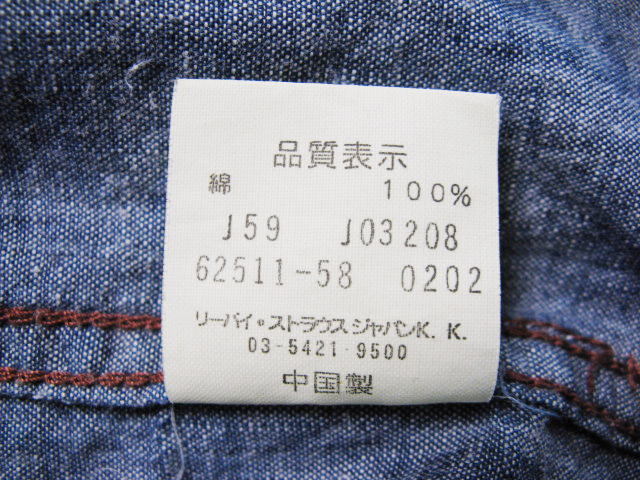 品質表示
綿 100%
J59 J03208
62511-58 0202
リーバイ・ストラウスジャパンK.K.
03-5421-9500
中国製